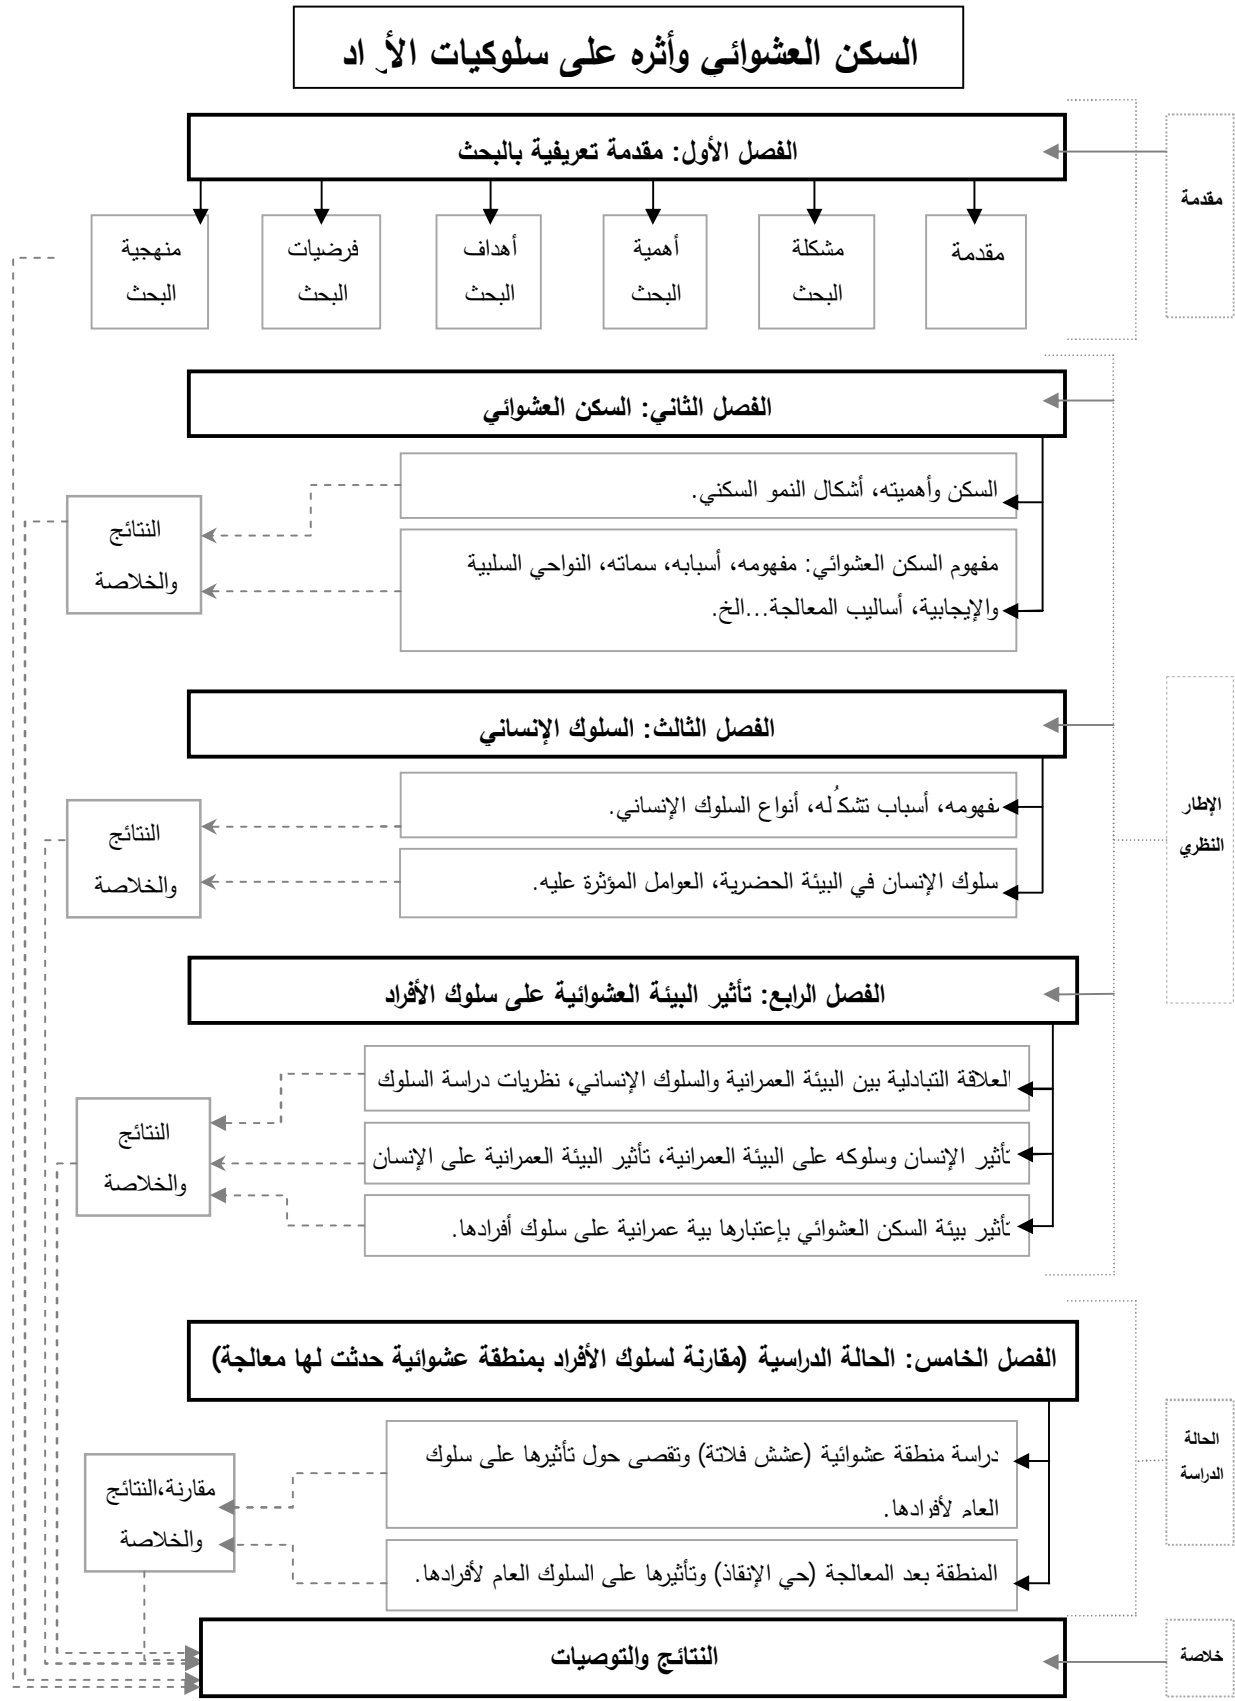 السكن العشوائي وأثره على سلوكيات
الفصل الأول: مقدمة تعريفية بالبحث
مقدمة
مقدمة
مشكلة
البحث
أهمية
البحث
أهداف
البحث
فرضيات
البحث
منهجية
البحث
الفصل الثاني: السكن العشوائي
السكن وأهميته، أشكال النمو السكني.
مفهوم السكن العشوائي: مفهومه، أسبابه، سماته، النواحي السلبية
والإيجابية، أساليب المعالجة...الخ.
النتائج
والخلاصة
الإطار
النظري
الفصل الثالث: السلوك الإنساني
مفهومه، أسباب تشكُله، أنواع السلوك الإنساني.
سلوك الإنسان في البيئة الحضرية، العوامل المؤثرة عليه.
النتائج
والخلاصة
الفصل الرابع: تأثير البيئة العشوائية على سلوك الأفراد
العلاقة التبادلية بين البيئة العمرانية والسلوك الإنساني، نظريات دراسة السلوك
تأثير الإنسان وسلوكه على البيئة العمرانية، تأثير البيئة العمرانية على الإنسان
تأثير بيئة السكن العشوائي بإعتبارها بية عمرانية على سلوك أفرادها.
النتائج
والخلاصة
الفصل الخامس: الحالة الدراسية (مقارنة لسلوك الأفراد بمنطقة عشوائية حدثت لها معالجة)
الحالة
الدراسة
دراسة منطقة عشوائية (عشش فلاتة) وتقصى حول تأثيرها على سلوك
العام لأفرادها.
المنطقة بعد المعالجة (حي الإنقاذ) وتأثيرها على السلوك العام لأفرادها.
مقارنة،النتائج
والخلاصة
النتائج والتوصيات
خلاصة